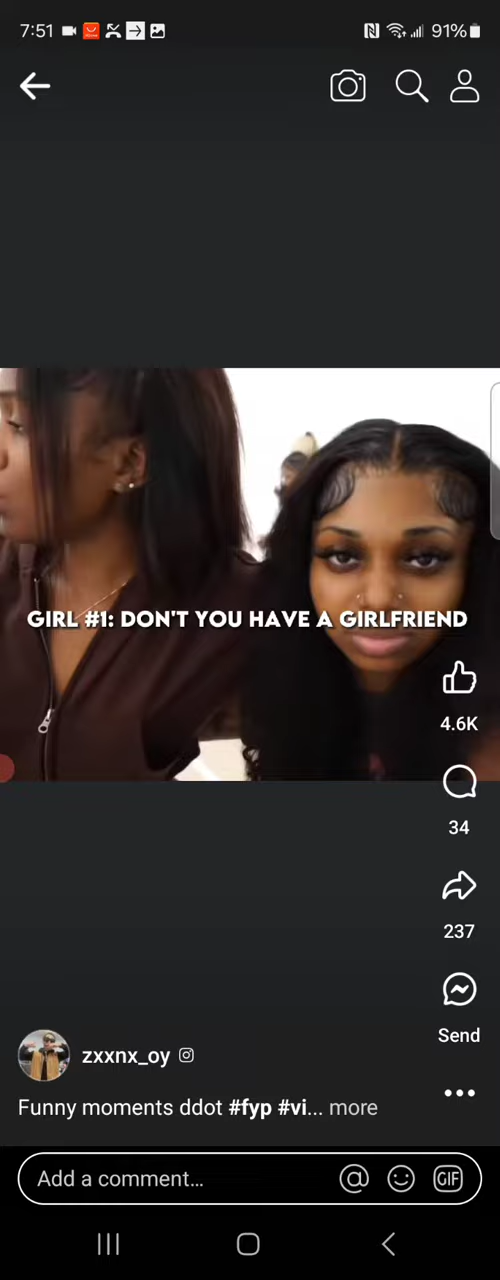 7:51
91%
GIRL #1: DON'T YOU HAVE A GIRLFRIEND
4.6K
34
237
Send
zxxnx_oy
Funny moments ddot #fyp #vi... more
Add a comment...
GIF